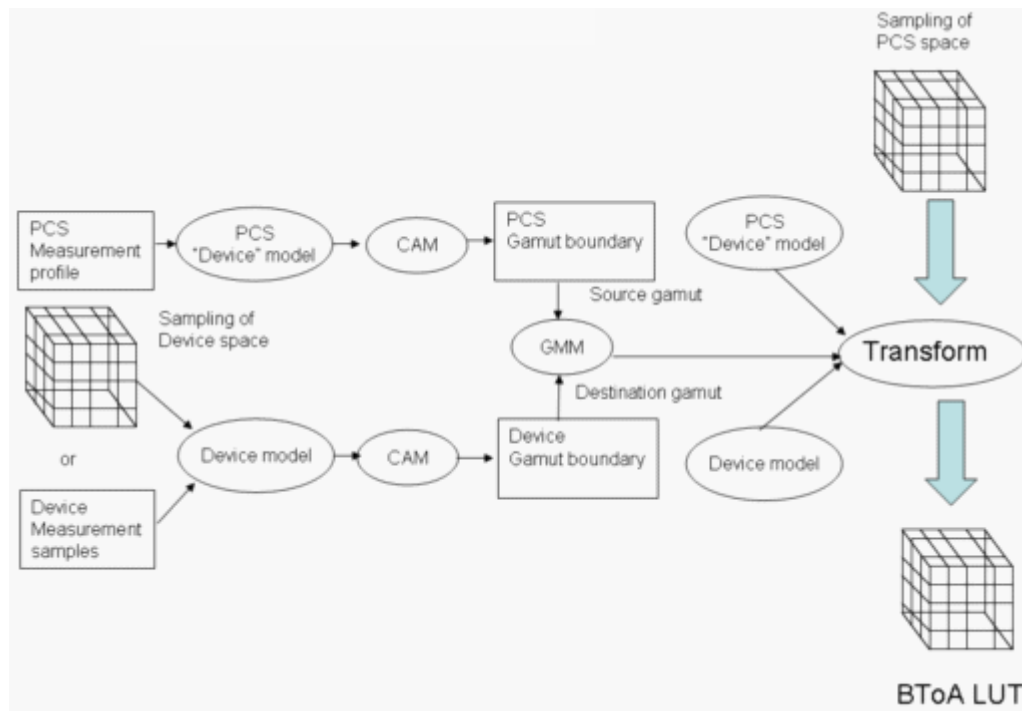 Sampling of
PCS space
PCS
Measurement
profile
PCS
"Device" model
CAM
PCS
Gamut boundary
PCS
"Device" model
Source gamut
Sampling of
Device space
GMM
Transform
Destination gamut
or
Device model
CAM
Device
Gamut boundary
Device model
Device
Measurement
samples
BToA LUT